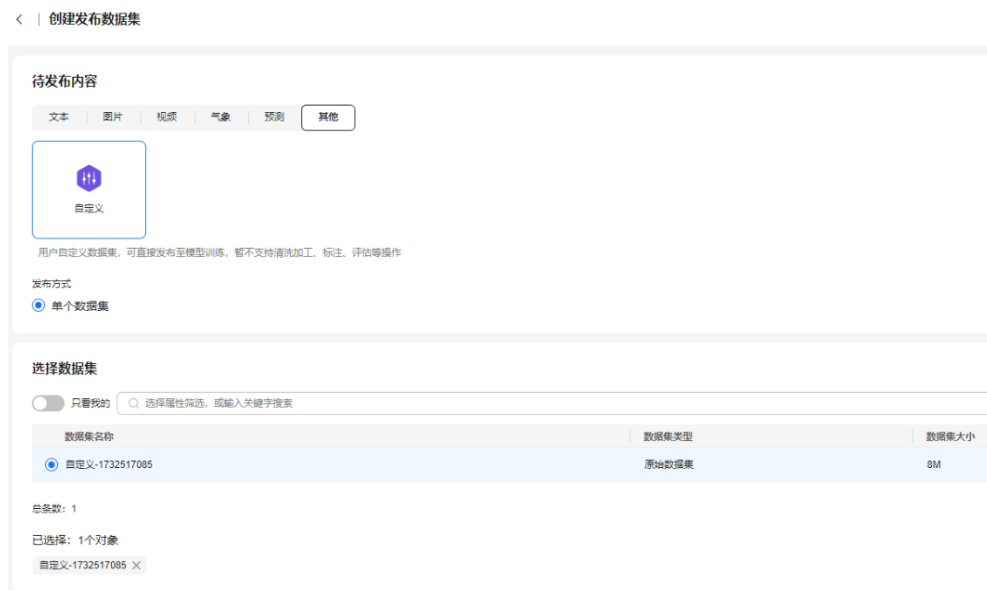 创建发布数据集
待发布内容
文本 图片 视频 气象 预测 其他
自定义
用户自定义数据集，可直接发布至模型训练，暂不支持清洗加工、标注、评估等操作
发布方式
单个数据集
选择数据集
只看我的 选择属性筛选，或输入关键字搜索
数据集名称 数据集类型 数据集大小
自定义-1732517085 原始数据集 8M
总条数：1
已选择：1个对象
自定义-1732517085